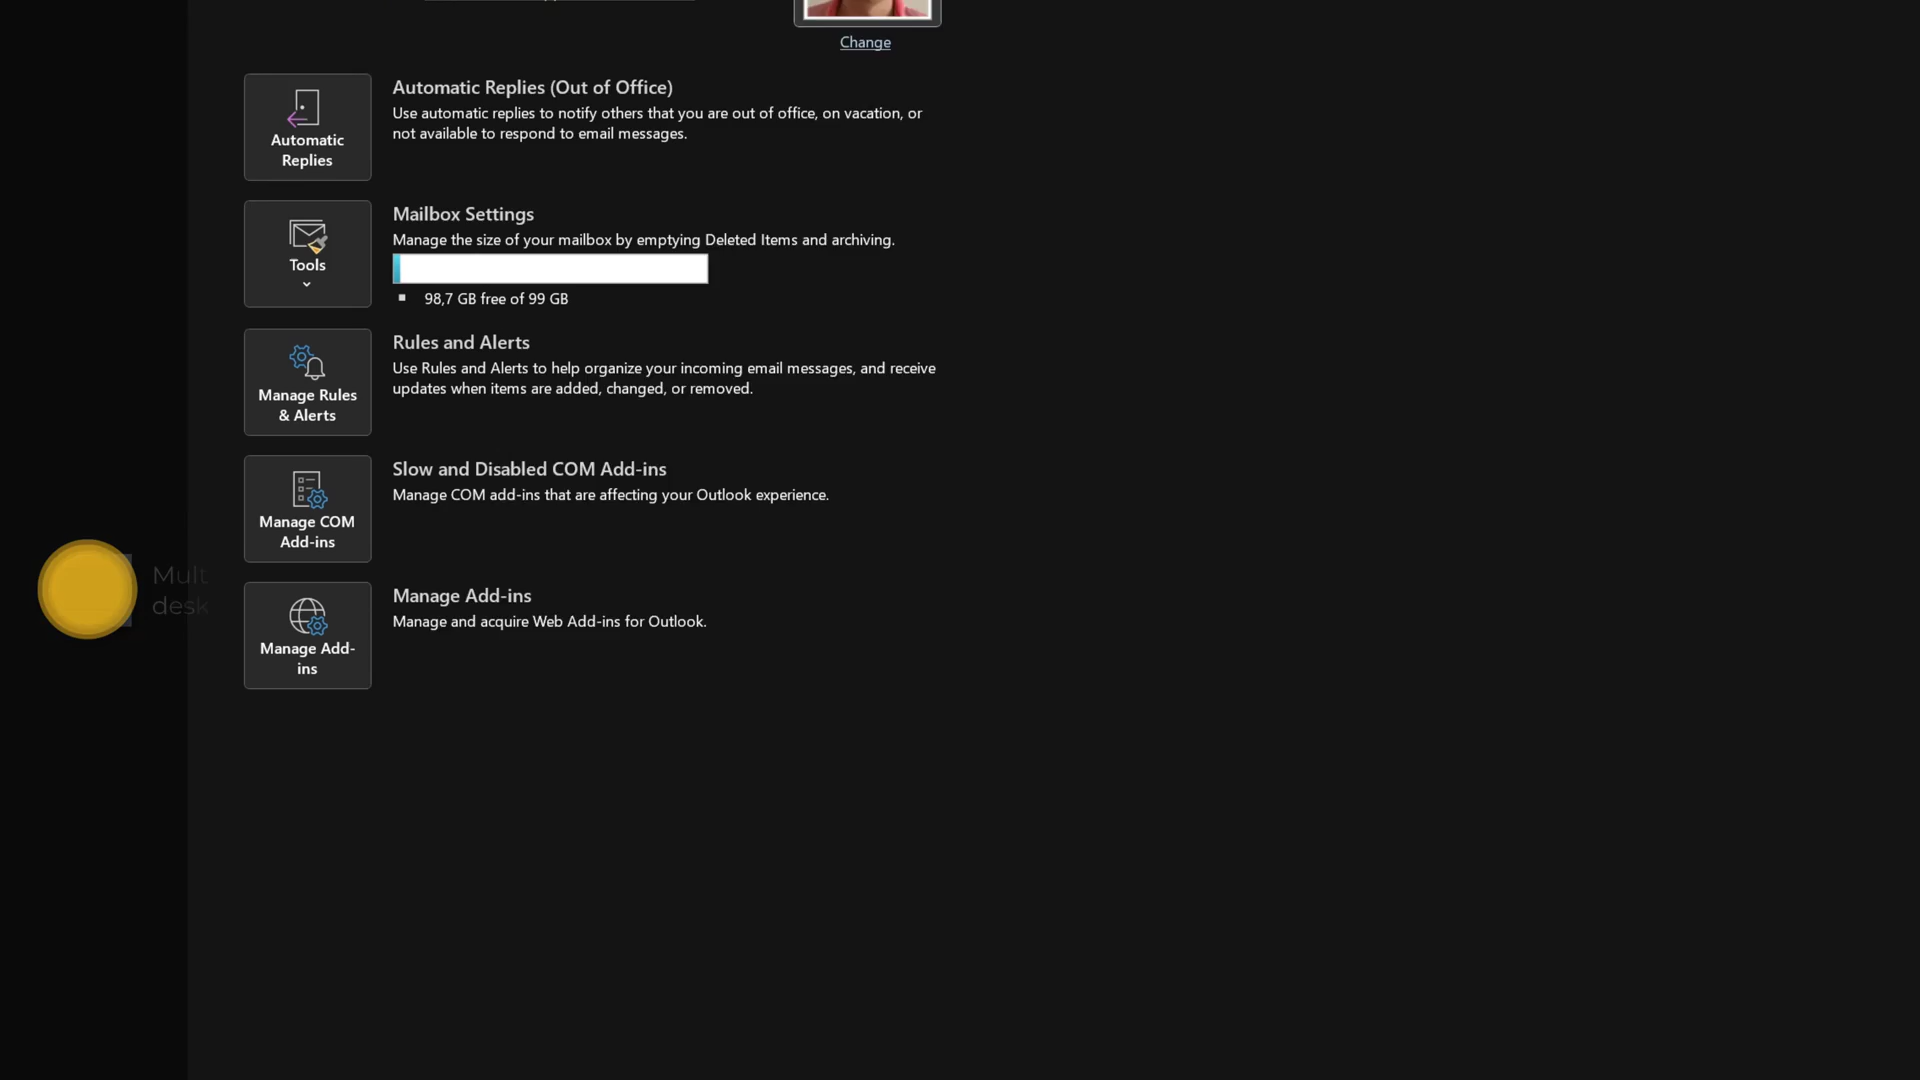 Change
Automatic Replies (Out of Office)
Use automatic replies to notify others that you are out of office, on vacation, or
not available to respond to email messages.
Automatic
Replies
Mailbox Settings
Manage the size of your mailbox by emptying Deleted Items and archiving.
Tools
98,7 GB free of 99 GB
Rules and Alerts
Use Rules and Alerts to help organize your incoming email messages, and receive
updates when items are added, changed, or removed.
Manage Rules
& Alerts
Slow and Disabled COM Add-ins
Manage COM add-ins that are affecting your Outlook experience.
Manage COM
Add-ins
Mult
desk
Manage Add-ins
Manage and acquire Web Add-ins for Outlook.
Manage Add-
ins